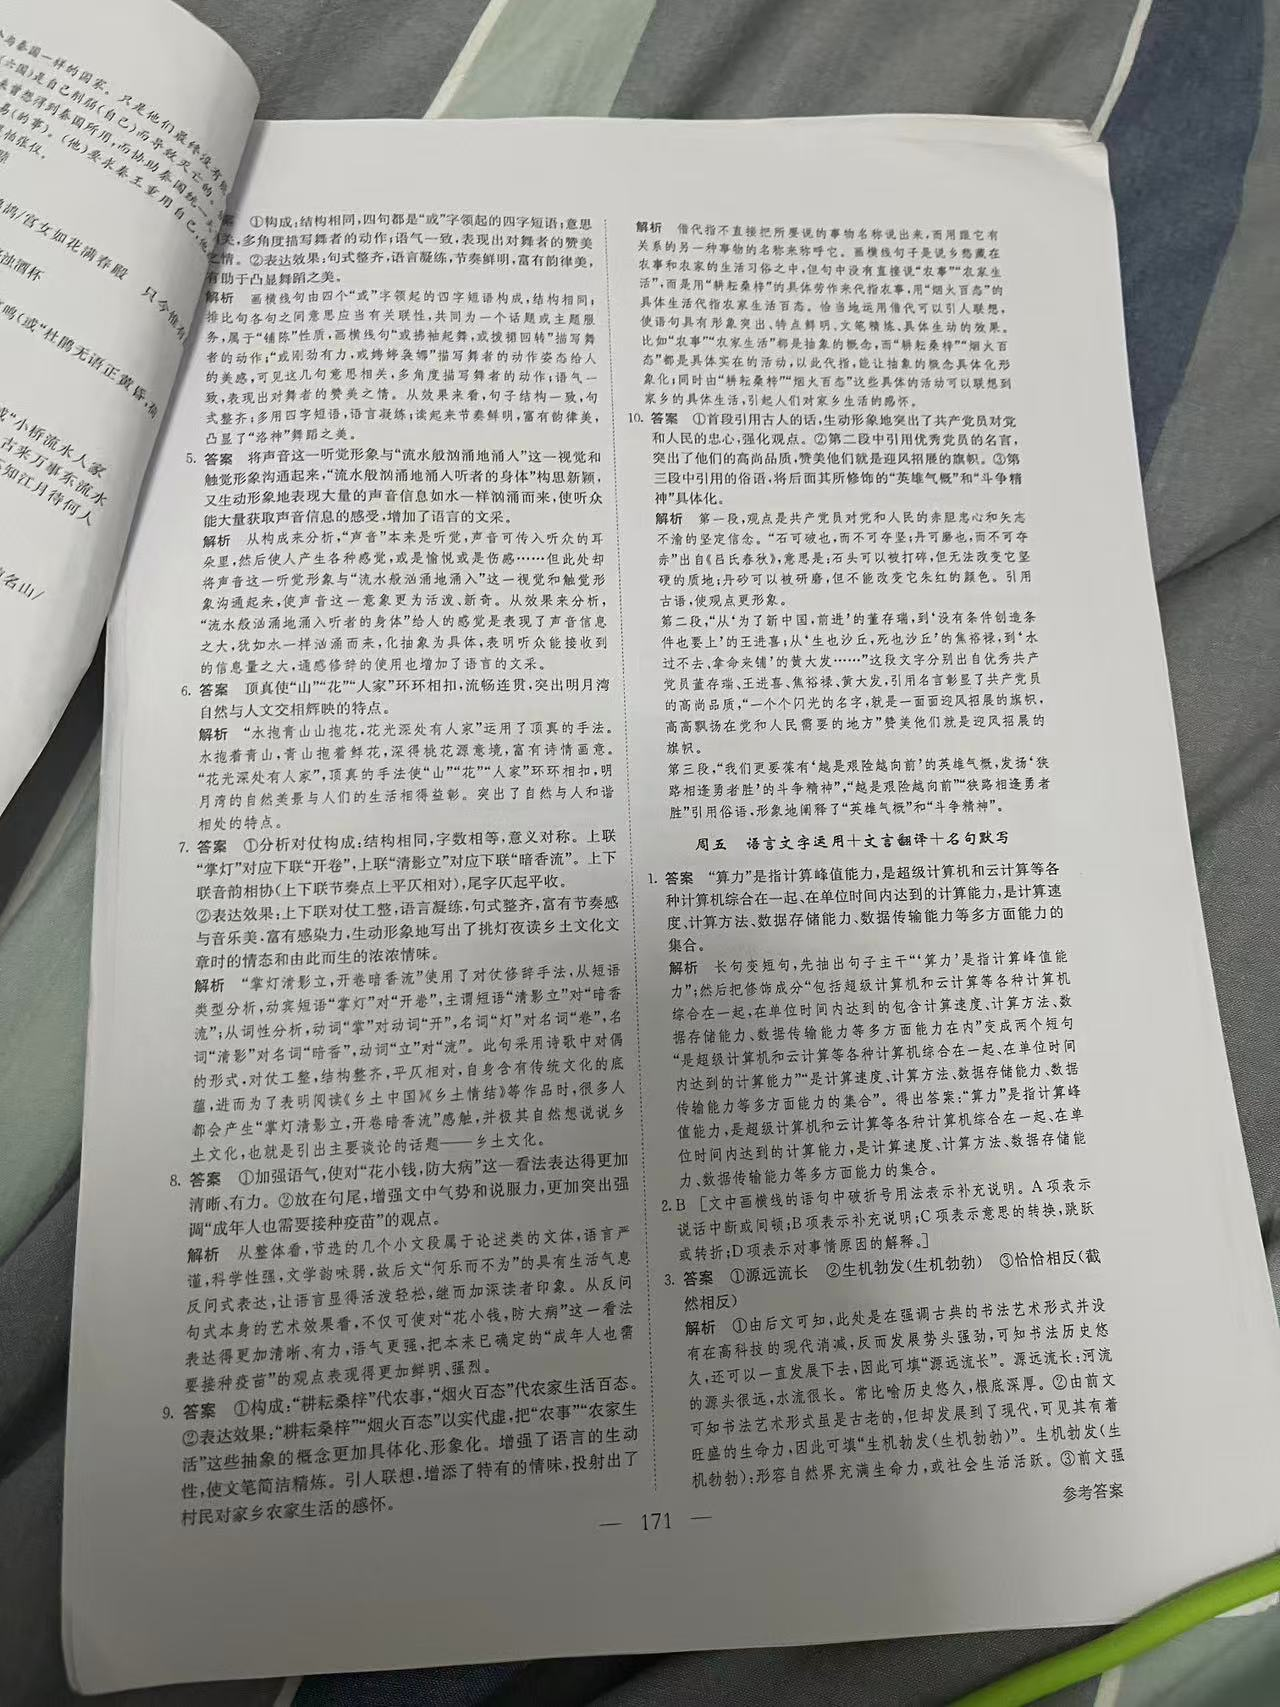 与秦国一样的国家。只是他们最终没有
(六国)是自己削弱(自己)而导致灭亡的。
来曾想得到秦国所用,而协助秦国统一天
易(的事)。(他)要求秦王重用自己,他
怕张仪。
鸪/宫女如花满春殿 只今惟有
浊酒杯
鸣(或“杜鹃无语正黄昏,荷
或“小桥流水人家
古来万事东流水
知江月待何人
名山/
①构成:结构相同,四句都是“或”字领起的四字短语;意思
相关,多角度描写舞者的动作;语气一致,表现出对舞者的赞美
之情。②表达效果:句式整齐,语言凝练,节奏鲜明,富有韵律美,
有助于凸显舞蹈之美。
解析 画横线句由四个“或”字领起的四字短语构成,结构相同;
排比句各句之间意思应当有关联性,共同为一个话题或主题服
务,属于“铺陈”性质,画横线句“或拂袖起舞,或拨裙回转”描写舞
者的动作;“或刚劲有力,或娉婷袅娜”描写舞者的动作姿态给人
的美感,可见这几句意思相关,多角度描写舞者的动作;语气一
致,表现出对舞者的赞美之情。从效果来看,句子结构一致,句
式整齐;多用四字短语,语言凝练;读起来节奏鲜明,富有韵律美,
凸显了“洛神”舞蹈之美。
5. 答案 将声音这一听觉形象与“流水般汹涌地涌入”这一视觉和
触觉形象沟通起来,“流水般汹涌地涌入听者的身体”构思新颖,
又生动形象地表现大量的声音信息如水一样汹涌而来,使听众
能大量获取声音信息的感受,增加了语言的文采。
解析 从构成来分析,“声音”本来是听觉,声音可传入听众的耳
朵里,然后使人产生各种感觉,或是愉悦或是伤感……但此处却
将声音这一听觉形象与“流水般汹涌地涌入”这一视觉和触觉形
象沟通起来,使声音这一意象更为活泼、新奇。从效果来分析,
“流水般汹涌地涌入听者的身体”给人的感觉是表现了声音信息
之大,犹如水一样汹涌而来,化抽象为具体,表明听众能接收到
的信息量之大,通感修辞的使用也增加了语言的文采。
6. 答案 顶真使“山”“花”“人家”环环相扣,流畅连贯,突出明月湾
自然与人文交相辉映的特点。
解析 “水抱青山山抱花,花光深处有人家”运用了顶真的手法。
水抱着青山,青山抱着鲜花,深得桃花源意境,富有诗情画意。
“花光深处有人家”,顶真的手法使“山”“花”“人家”环环相扣,明
月湾的自然美景与人们的生活相得益彰。突出了自然与人和谐
相处的特点。
7. 答案 ①分析对仗构成:结构相同,字数相等,意义对称。上联
“掌灯”对应下联“开卷”,上联“清影立”对应下联“暗香流”。上下
联音韵相协(上下联节奏点上平仄相对),尾字仄起平收。
②表达效果:上下联对仗工整,语言凝练,句式整齐,富有节奏感
与音乐美,富有感染力,生动形象地写出了挑灯夜读乡土文化文
章时的情态和由此而生的浓浓情味。
解析 “掌灯清影立,开卷暗香流”使用了对仗修辞手法,从短语
类型分析,动宾短语“掌灯”对“开卷”,主谓短语“清影立”对“暗香
流”;从词性分析,动词“掌”对动词“开”,名词“灯”对名词“卷”,名
词“清影”对名词“暗香”,动词“立”对“流”。此句采用诗歌中对偶
的形式,对仗工整,结构整齐,平仄相对,自身含有传统文化的底
蕴,进而为了表明阅读《乡土中国》《乡土情结》等作品时,很多人
都会产生“掌灯清影立,开卷暗香流”感触,并极其自然想说说乡
土文化,也就是引出主要谈论的话题——乡土文化。
8. 答案 ①加强语气,使对“花小钱,防大病”这一看法表达得更加
清晰、有力。②放在句尾,增强文中气势和说服力,更加突出强
调“成年人也需要接种疫苗”的观点。
解析 从整体看,节选的几个小文段属于论述类的文体,语言严
谨,科学性强,文学韵味弱,故后文“何乐而不为”的具有生活气息
反问式表达,让语言显得活泼轻松,继而加深读者印象。从反问
句式本身的艺术效果看,不仅可使对“花小钱,防大病”这一看法
表达得更加清晰、有力,语气更强,把本来已确定的“成年人也需
要接种疫苗”的观点表现得更加鲜明、强烈。
9. 答案 ①构成:“耕耘桑梓”代农事,“烟火百态”代农家生活百态。
②表达效果:“耕耘桑梓”“烟火百态”以实代虚,把“农事”“农家生
活”这些抽象的概念更加具体化、形象化。增强了语言的生动
性,使文笔简洁精炼。引人联想,增添了特有的情味,投射出了
村民对家乡农家生活的感怀。
解析 借代指不直接把所要说的事物名称说出来,而用跟它有
关系的另一种事物的名称来称呼它。画横线句子是说乡愁藏在
农事和农家的生活习俗之中,但句中没有直接说“农事”“农家生
活”,而是用“耕耘桑梓”的具体劳作来代指农事,用“烟火百态”的
具体生活代指农家生活百态。恰当地运用借代可以引人联想,
使语句具有形象突出、特点鲜明、文笔精炼、具体生动的效果。
比如“农事”“农家生活”都是抽象的概念,而“耕耘桑梓”“烟火百
态”都是具体实在的活动,以此代指,能让抽象的概念具体化形
象化;同时由“耕耘桑梓”“烟火百态”这些具体的活动可以联想到
家乡的具体生活,引起人们对家乡生活的感怀。
10. 答案 ①首段引用古人的话,生动形象地突出了共产党员对党
和人民的忠心,强化观点。②第二段中引用优秀党员的名言,
突出了他们的高尚品质,赞美他们就是迎风招展的旗帜。③第
三段中引用的俗语,将后面其所修饰的“英雄气概”和“斗争精
神”具体化。
解析 第一段,观点是共产党员对党和人民的赤胆忠心和矢志
不渝的坚定信念。“石可破也,而不可夺坚;丹可磨也,而不可夺
赤”出自《吕氏春秋》,意思是:石头可以被打碎,但无法改变它坚
硬的质地;丹砂可以被研磨,但不能改变它朱红的颜色。引用
古语,使观点更形象。
第二段,“从‘为了新中国,前进’的董存瑞,到‘没有条件创造条
件也要上’的王进喜;从‘生也沙丘,死也沙丘’的焦裕禄,到‘水
过不去、拿命来铺’的黄大发……”这段文字分别出自优秀共产
党员董存瑞、王进喜、焦裕禄、黄大发,引用名言彰显了共产党员
的高尚品质,“一个个闪光的名字,就是一面面迎风招展的旗帜,
高高飘扬在党和人民需要的地方”赞美他们就是迎风招展的
旗帜。
第三段,“我们更要葆有‘越是艰险越向前’的英雄气概,发扬‘狭
路相逢勇者胜’的斗争精神”,“越是艰险越向前”“狭路相逢勇者
胜”引用俗语,形象地阐释了“英雄气概”和“斗争精神”。
周五 语言文字运用+文言翻译+名句默写
1. 答案 “算力”是指计算峰值能力,是超级计算机和云计算等各
种计算机综合在一起、在单位时间内达到的计算能力,是计算速
度、计算方法、数据存储能力、数据传输能力等多方面能力的
集合。
解析 长句变短句,先抽出句子主干“‘算力’是指计算峰值能
力”;然后把修饰成分“包括超级计算机和云计算等各种计算机
综合在一起,在单位时间内达到的包含计算速度、计算方法、数
据存储能力、数据传输能力等多方面能力在内”变成两个短句
“是超级计算机和云计算等各种计算机综合在一起、在单位时间
内达到的计算能力”“是计算速度、计算方法、数据存储能力、数据
传输能力等多方面能力的集合”。得出答案:“算力”是指计算峰
值能力,是超级计算机和云计算等各种计算机综合在一起、在单
位时间内达到的计算能力,是计算速度、计算方法、数据存储能
力、数据传输能力等多方面能力的集合。
2. B [文中画横线的语句中破折号用法表示补充说明。A项表示
说话中断或间顿;B项表示补充说明;C项表示意思的转换,跳跃
或转折;D项表示对事情原因的解释。]
3. 答案 ①源远流长 ②生机勃发(生机勃勃) ③恰恰相反(截
然相反)
解析 ①由后文可知,此处是在强调古典的书法艺术形式并没
有在高科技的现代消减,反而发展势头强劲,可知书法历史悠
久,还可以一直发展下去,因此可填“源远流长”。源远流长:河流
的源头很远,水流很长。常比喻历史悠久,根底深厚。②由前文
可知书法艺术形式虽是古老的,但却发展到了现代,可见其有着
旺盛的生命力,因此可填“生机勃发(生机勃勃)”。生机勃发(生
机勃勃):形容自然界充满生命力,或社会生活活跃。③前文强
参考答案
— 171 —